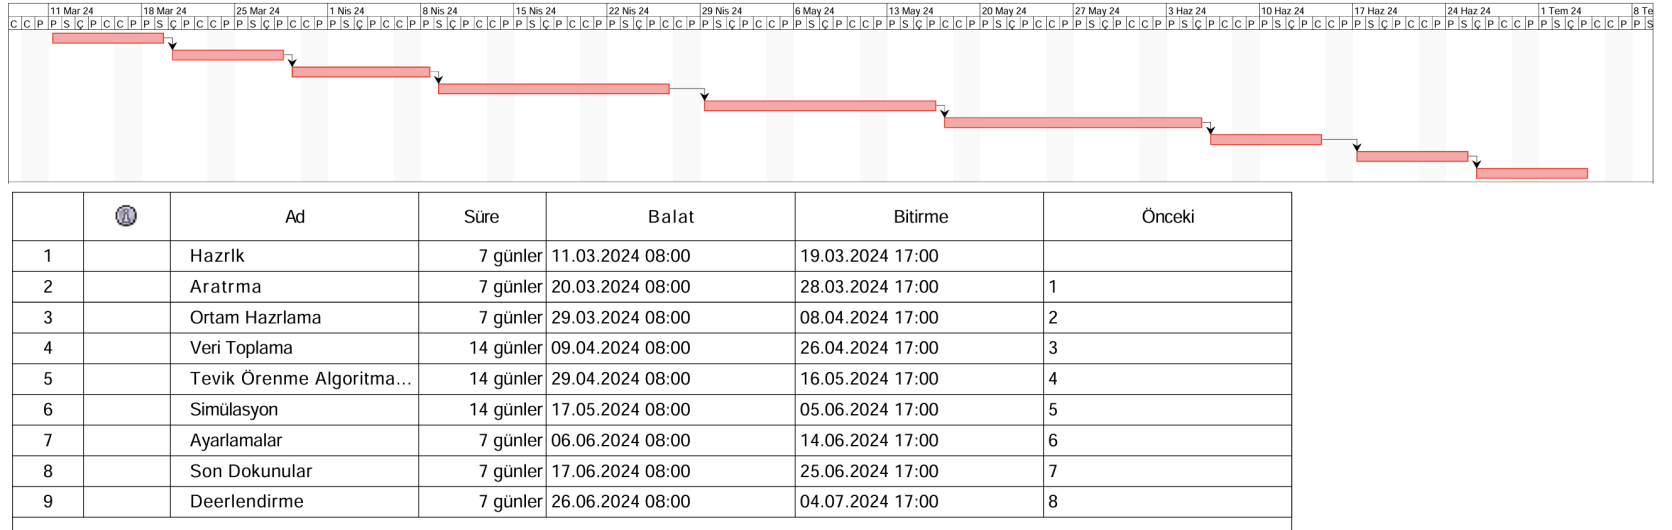 11 Mar 24 18 Mar 24 25 Mar 24 1 Nis 24 8 Nis 24 15 Nis 24 22 Nis 24 29 Nis 24 6 May 24 13 May 24 20 May 24 27 May 24 3 Haz 24 10 Haz 24 17 Haz 24 24 Haz 24 1 Tem 24 8 Te
C C P P S Ç P C C P P S Ç P C C P P S Ç P C C P P S Ç P C C P P S Ç P C C P P S Ç P C C P P S Ç P C C P P S Ç P C C P P S Ç P C C P P S Ç P C C P P S Ç P C C P P S Ç P C C P P S Ç P C C P P S Ç P C C P P S Ç P C C P P S Ç P C C P P S Ç P C C P P S
Ad Süre Balat Bitirme Önceki
1 Hazrlk 7 günler 11.03.2024 08:00 19.03.2024 17:00
2 Aratrma 7 günler 20.03.2024 08:00 28.03.2024 17:00 1
3 Ortam Hazrlama 7 günler 29.03.2024 08:00 08.04.2024 17:00 2
4 Veri Toplama 14 günler 09.04.2024 08:00 26.04.2024 17:00 3
5 Tevik Örenme Algoritma... 14 günler 29.04.2024 08:00 16.05.2024 17:00 4
6 Simülasyon 14 günler 17.05.2024 08:00 05.06.2024 17:00 5
7 Ayarlamalar 7 günler 06.06.2024 08:00 14.06.2024 17:00 6
8 Son Dokunular 7 günler 17.06.2024 08:00 25.06.2024 17:00 7
9 Deerlendirme 7 günler 26.06.2024 08:00 04.07.2024 17:00 8